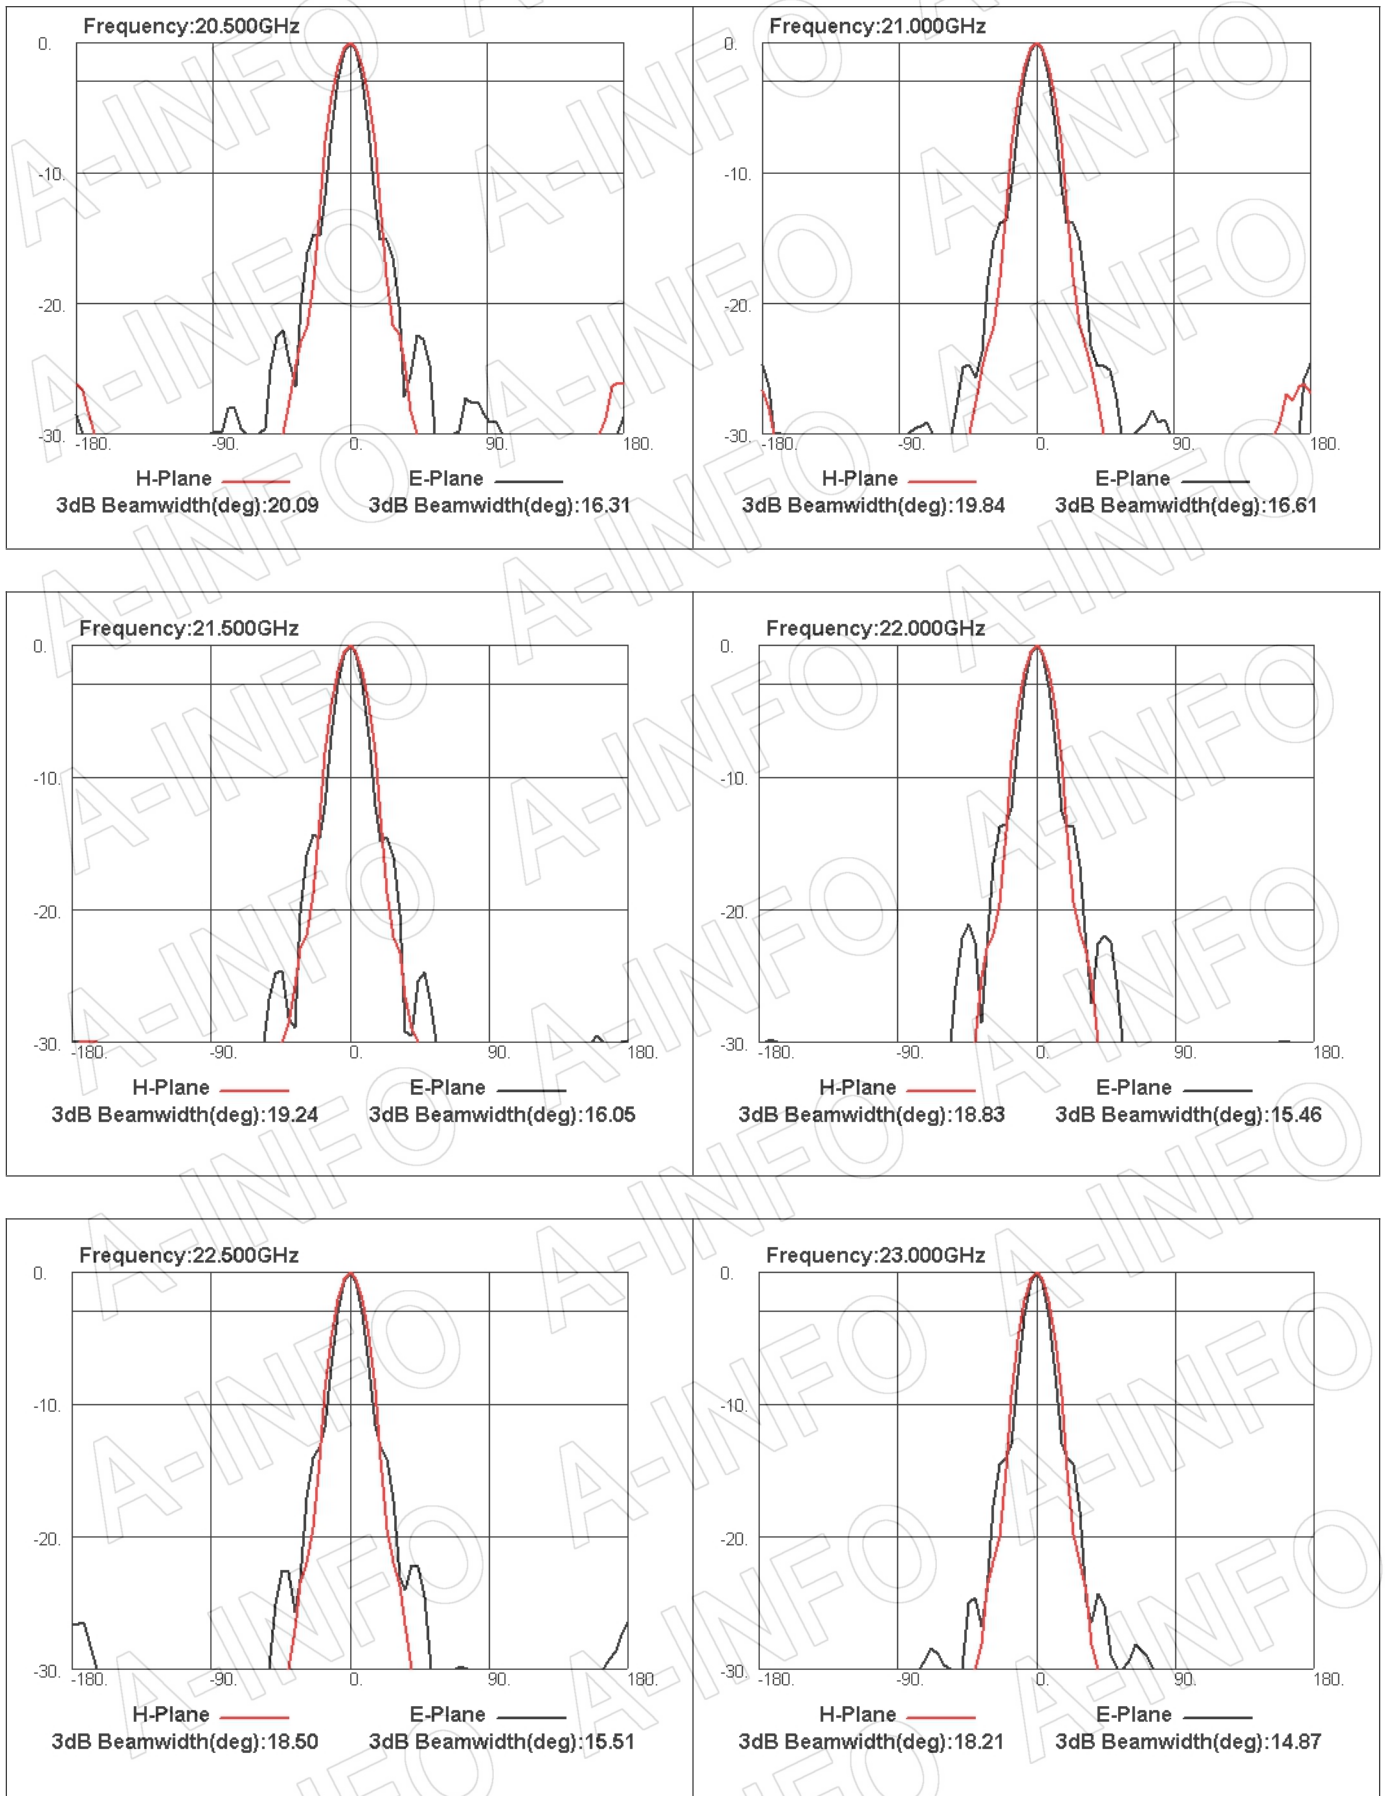 Frequency:20.500GHz
0.
-10.
-20.
-30.
-180.
-90.
0.
90.
180.
H-Plane
E-Plane
3dB Beamwidth(deg):20.09
3dB Beamwidth(deg):16.31
Frequency:21.000GHz
0.
-10.
-20.
-30.
-180.
-90.
0.
90.
180.
H-Plane
E-Plane
3dB Beamwidth(deg):19.84
3dB Beamwidth(deg):16.61
Frequency:21.500GHz
0.
-10.
-20.
-30.
-180.
-90.
0.
90.
180.
H-Plane
E-Plane
3dB Beamwidth(deg):19.24
3dB Beamwidth(deg):16.05
Frequency:22.000GHz
0.
-10.
-20.
-30.
-180.
-90.
0.
90.
180.
H-Plane
E-Plane
3dB Beamwidth(deg):18.83
3dB Beamwidth(deg):15.46
Frequency:22.500GHz
0.
-10.
-20.
-30.
-180.
-90.
0.
90.
180.
H-Plane
E-Plane
3dB Beamwidth(deg):18.50
3dB Beamwidth(deg):15.51
Frequency:23.000GHz
0.
-10.
-20.
-30.
-180.
-90.
0.
90.
180.
H-Plane
E-Plane
3dB Beamwidth(deg):18.21
3dB Beamwidth(deg):14.87
A-INFO